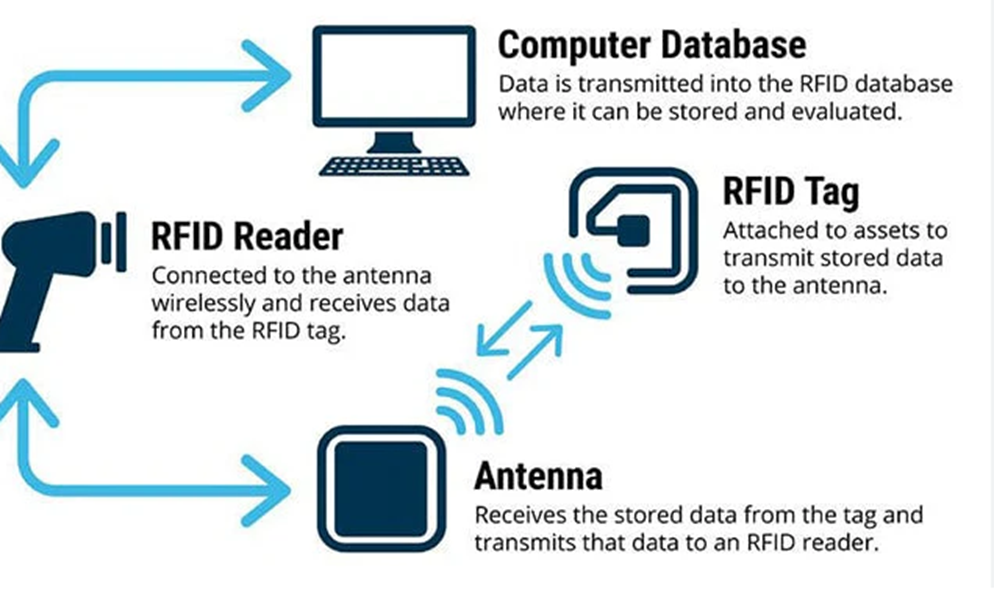 Computer Database
Data is transmitted into the RFID database
where it can be stored and evaluated.
RFID Tag
Attached to assets to
transmit stored data
to the antenna.
RFID Reader
Connected to the antenna
wirelessly and receives data
from the RFID tag.
Antenna
Receives the stored data from the tag and
transmits that data to an RFID reader.